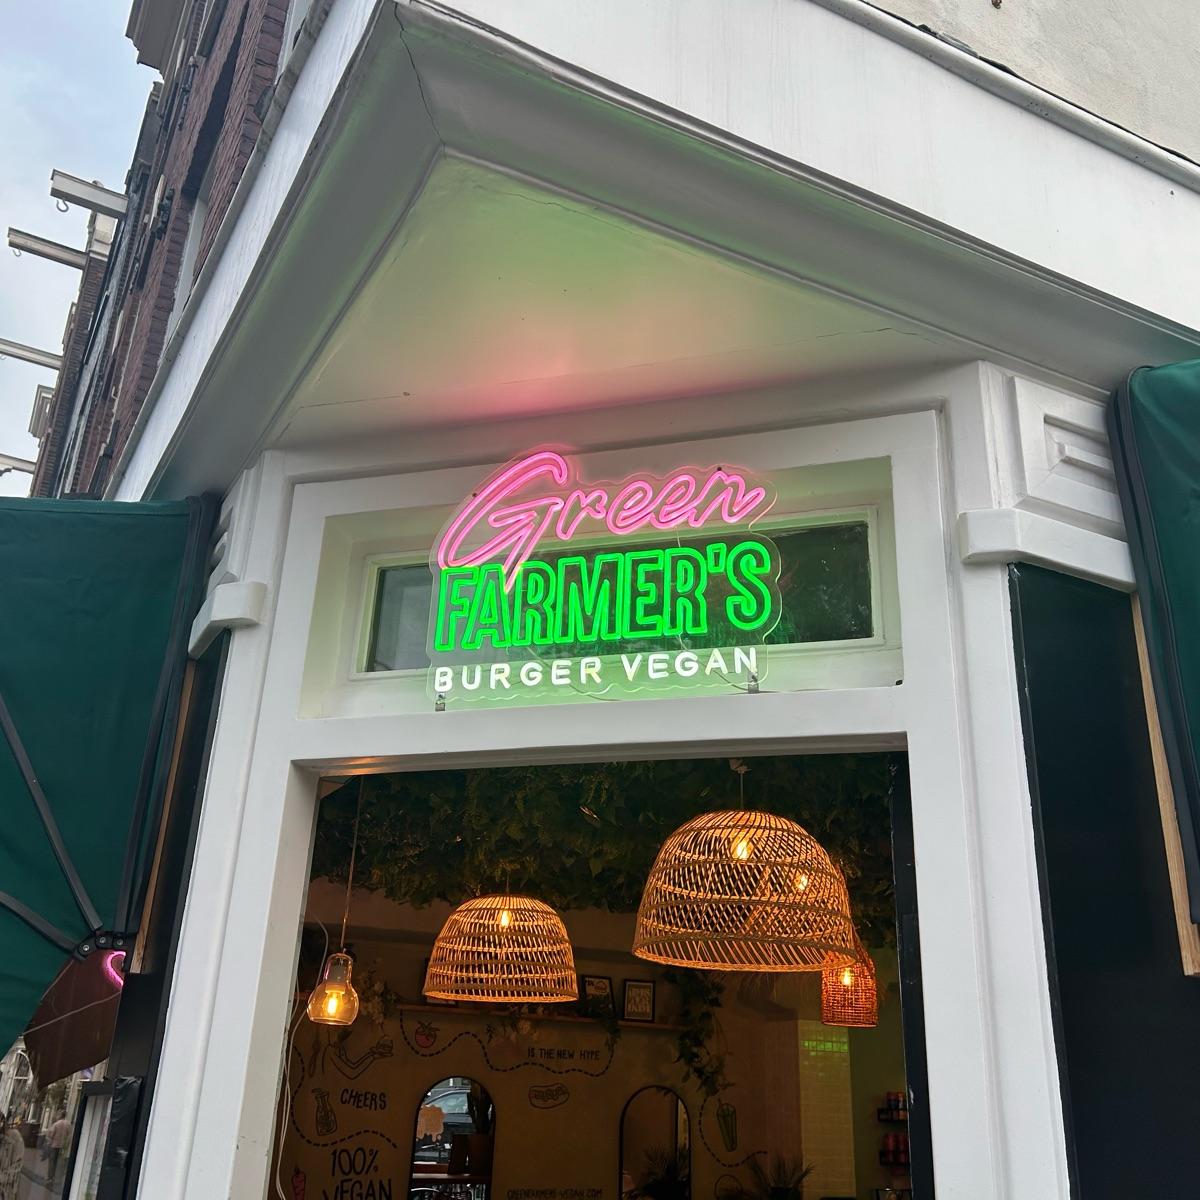 Green
FARMER'S
BURGER VEGAN
IS THE NEW HYPE
CHEERS
100%
VEGAN